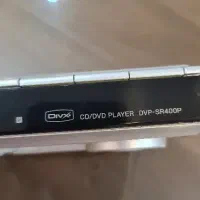 DIVX CD/DVD PLAYER DVP-SR400P